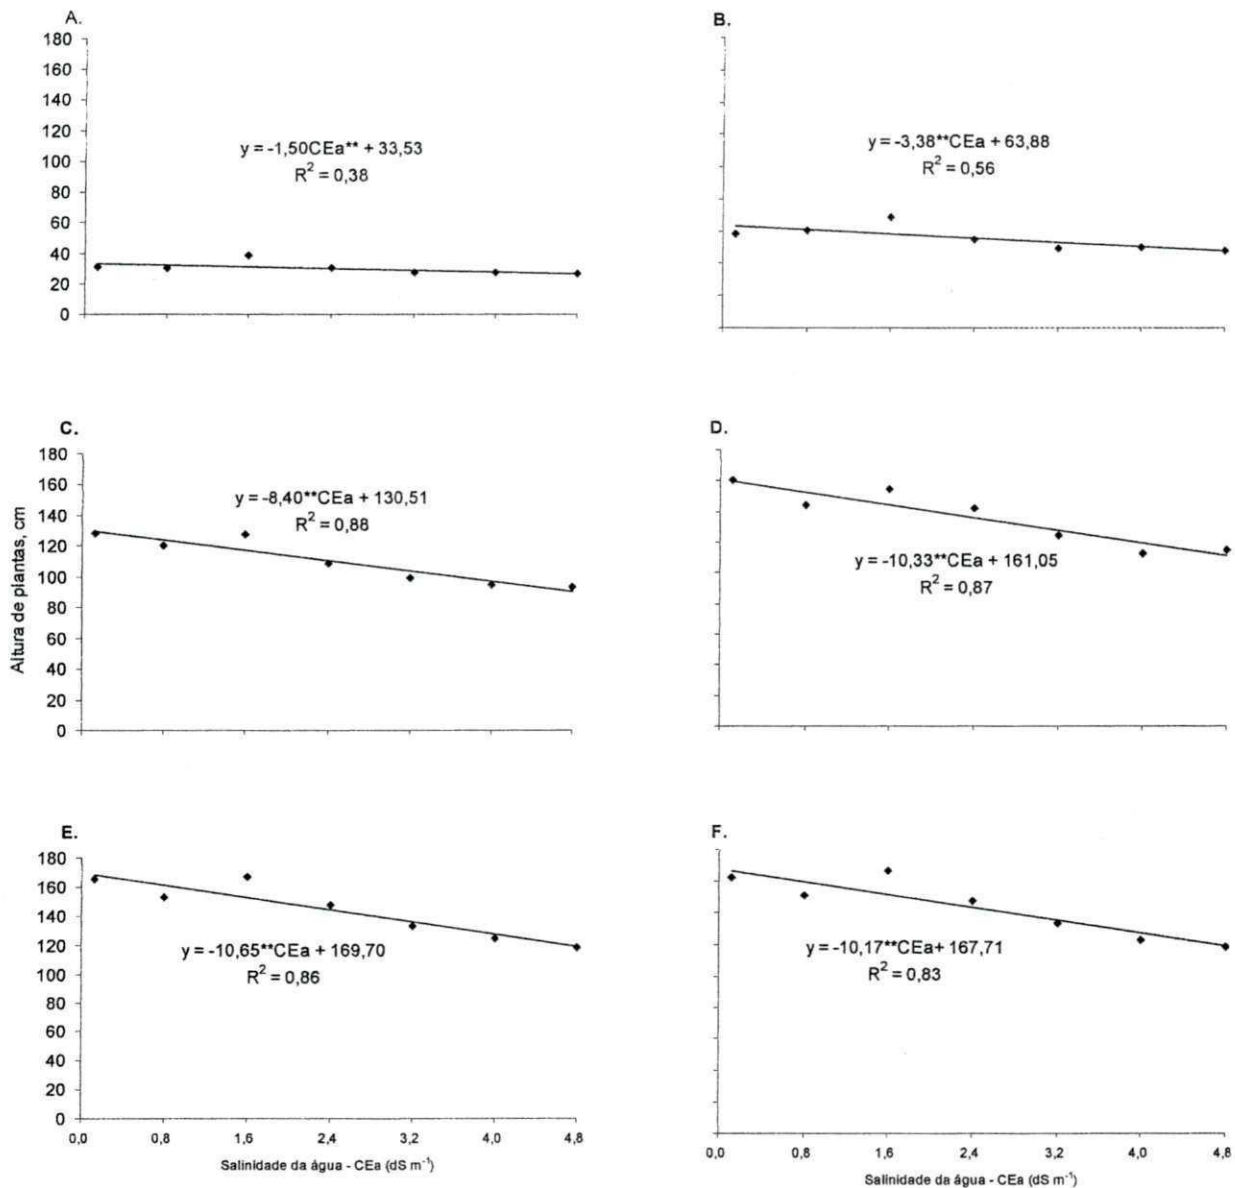 A.
180
160
140
120
100
80
60
40
20
0
y = -1,50CEa** + 33,53
R² = 0,38
B.
y = -3,38**CEa + 63,88
R² = 0,56
Altura de plantas, cm
C.
180
160
140
120
100
80
60
40
20
0
y = -8,40**CEa + 130,51
R² = 0,88
D.
y = -10,33**CEa + 161,05
R² = 0,87
E.
180
160
140
120
100
80
60
40
20
0
y = -10,65**CEa + 169,70
R² = 0,86
0,0 0,8 1,6 2,4 3,2 4,0 4,8
Salinidade da água - CEa (dS m⁻¹)
F.
y = -10,17**CEa+ 167,71
R² = 0,83
0,0 0,8 1,6 2,4 3,2 4,0 4,8
Salinidade da água - CEa (dS m⁻¹)